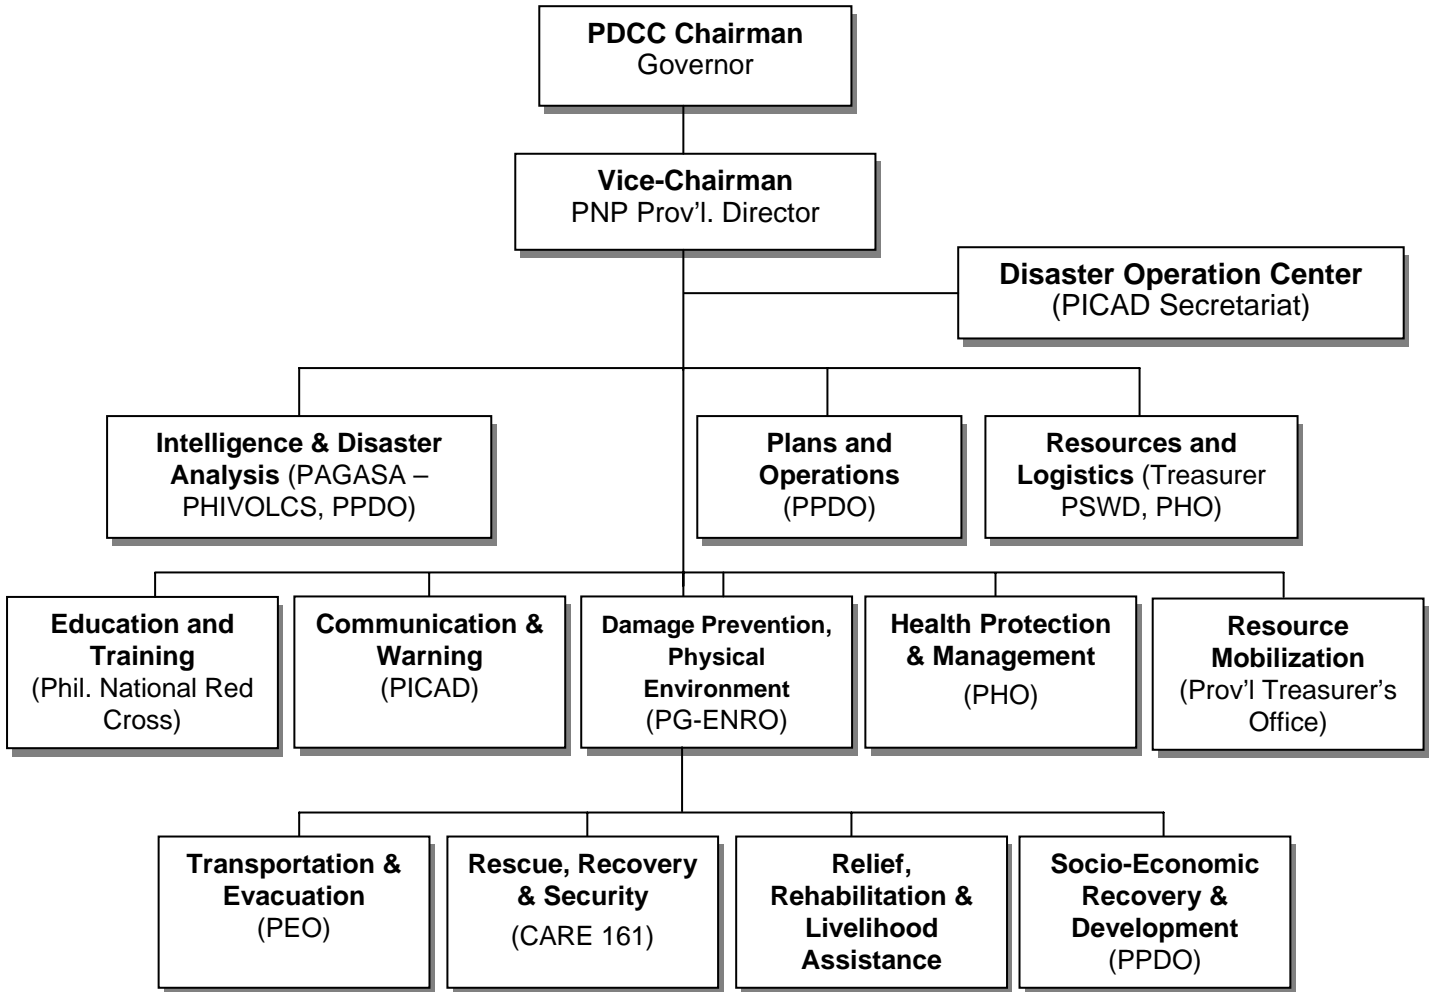 PDCC Chairman
Governor
Vice-Chairman
PNP Prov’l. Director
Disaster Operation Center
(PICAD Secretariat)
Intelligence & Disaster
Analysis (PAGASA –
PHIVOLCS, PPDO)
Plans and
Operations
(PPDO)
Resources and
Logistics (Treasurer
PSWD, PHO)
Education and
Training
(Phil. National Red
Cross)
Communication &
Warning
(PICAD)
Damage Prevention,
Physical
Environment
(PG-ENRO)
Health Protection
& Management
(PHO)
Resource
Mobilization
(Prov’l Treasurer’s
Office)
Transportation &
Evacuation
(PEO)
Rescue, Recovery
& Security
(CARE 161)
Relief,
Rehabilitation &
Livelihood
Assistance
Socio-Economic
Recovery &
Development
(PPDO)